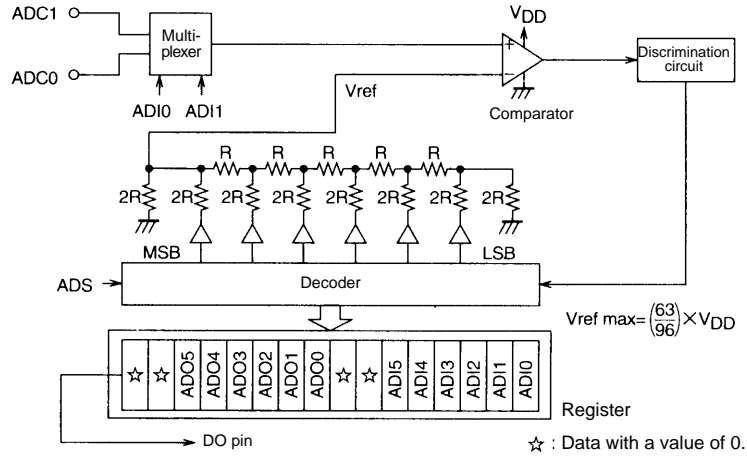 ADC1
Multi-
plexer
ADC0
ADI0 ADI1
VDD
+
−
Vref
Comparator
Discrimination
circuit
R R R R R
2R 2R 2R 2R 2R 2R 2R 2R
MSB LSB
ADS
Decoder
Vref max=(63/96)×VDD
☆ ☆ ADO5 ADO4 ADO3 ADO2 ADO1 ADO0 ☆ ☆ ADI5 ADI4 ADI3 ADI2 ADI1 ADI0
Register
DO pin
☆ : Data with a value of 0.